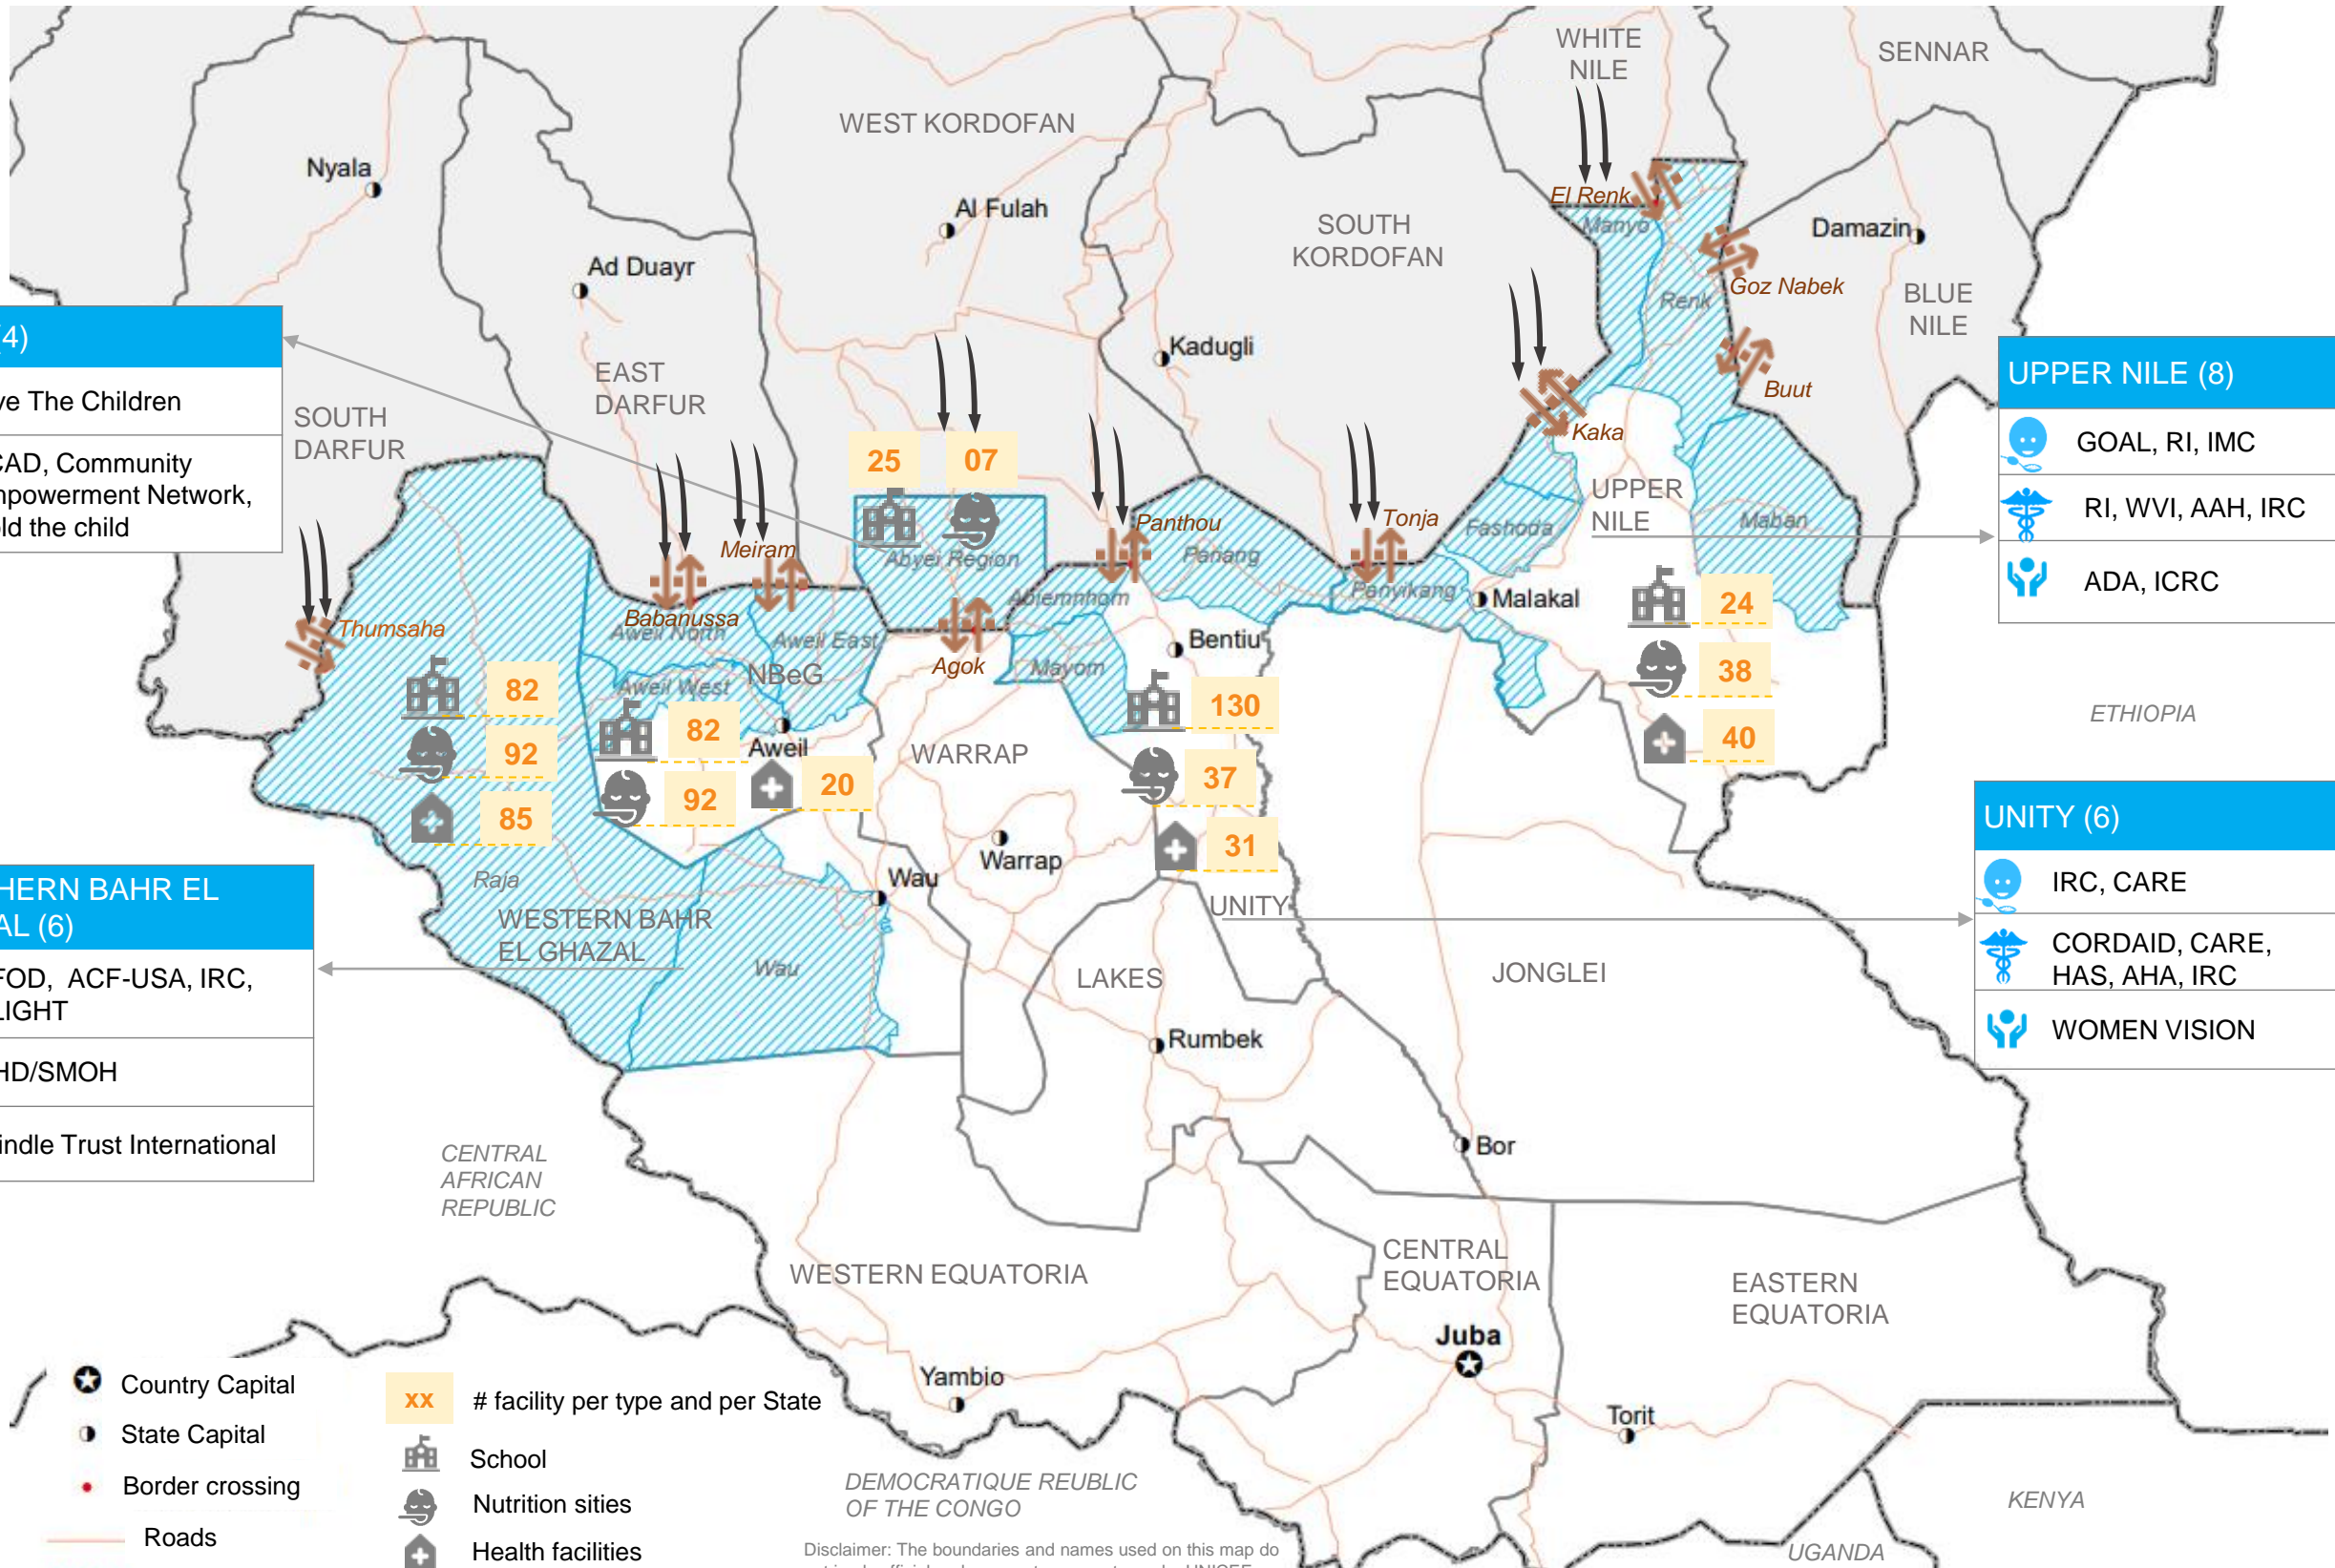 WHITE
NILE
SENNAR
WEST KORDOFAN
Nyala
Al Fulah
El Renk
Manyo
SOUTH
KORDOFAN
Damazin
Ad Duayr
Goz Nabek
Renk
BLUE
NILE
(4)
Kadugli
EAST
DARFUR
Buut
UPPER NILE (8)
ve The Children
SOUTH
DARFUR
Kaka
GOAL, RI, IMC
25
07
CAD, Community
npowerment Network,
ld the child
UPPER
NILE
RI, WVI, AAH, IRC
Panthou
Tonja
Fashoda
Maban
Meiram
Abyei Region
Pariang
ADA, ICRC
Abiemnhom
Panyikang
Malakal
24
Babanussa
Thumsaha
Aweil North
Aweil East
Bentiu
Agok
Mayom
38
NBeG
Aweil West
82
130
ETHIOPIA
82
Aweil
40
92
WARRAP
37
92
20
85
UNITY (6)
31
Warrap
Raja
Wau
IRC, CARE
HERN BAHR EL
AL (6)
UNITY
WESTERN BAHR
EL GHAZAL
CORDAID, CARE,
HAS, AHA, IRC
FOD, ACF-USA, IRC,
LIGHT
Wau
LAKES
JONGLEI
WOMEN VISION
Rumbek
HD/SMOH
indle Trust International
Bor
CENTRAL
AFRICAN
REPUBLIC
WESTERN EQUATORIA
CENTRAL
EQUATORIA
EASTERN
EQUATORIA
Juba
Yambio
Torit
Country Capital
xx
# facility per type and per State
State Capital
School
Border crossing
Nutrition sities
Roads
Health facilities
DEMOCRATIQUE REUBLIC
OF THE CONGO
KENYA
UGANDA
Disclaimer: The boundaries and names used on this map do